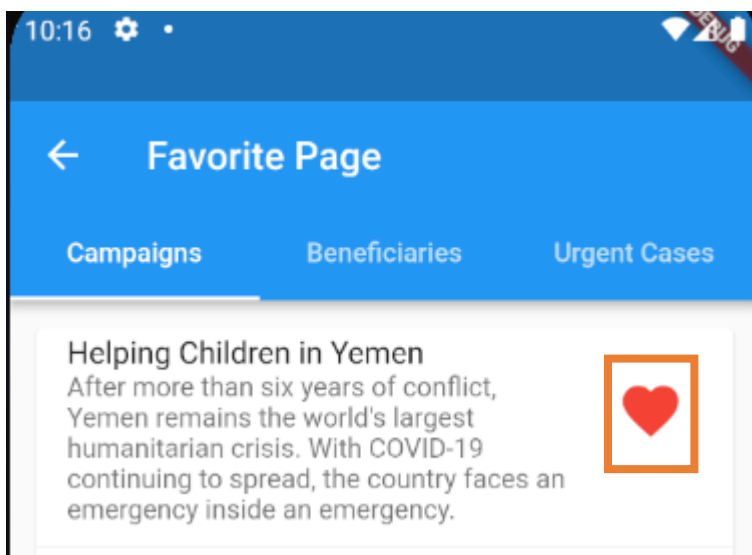 10:16
DEBUG
Favorite Page
Campaigns Beneficiaries Urgent Cases
Helping Children in Yemen
After more than six years of conflict,
Yemen remains the world's largest
humanitarian crisis. With COVID-19
continuing to spread, the country faces an
emergency inside an emergency.